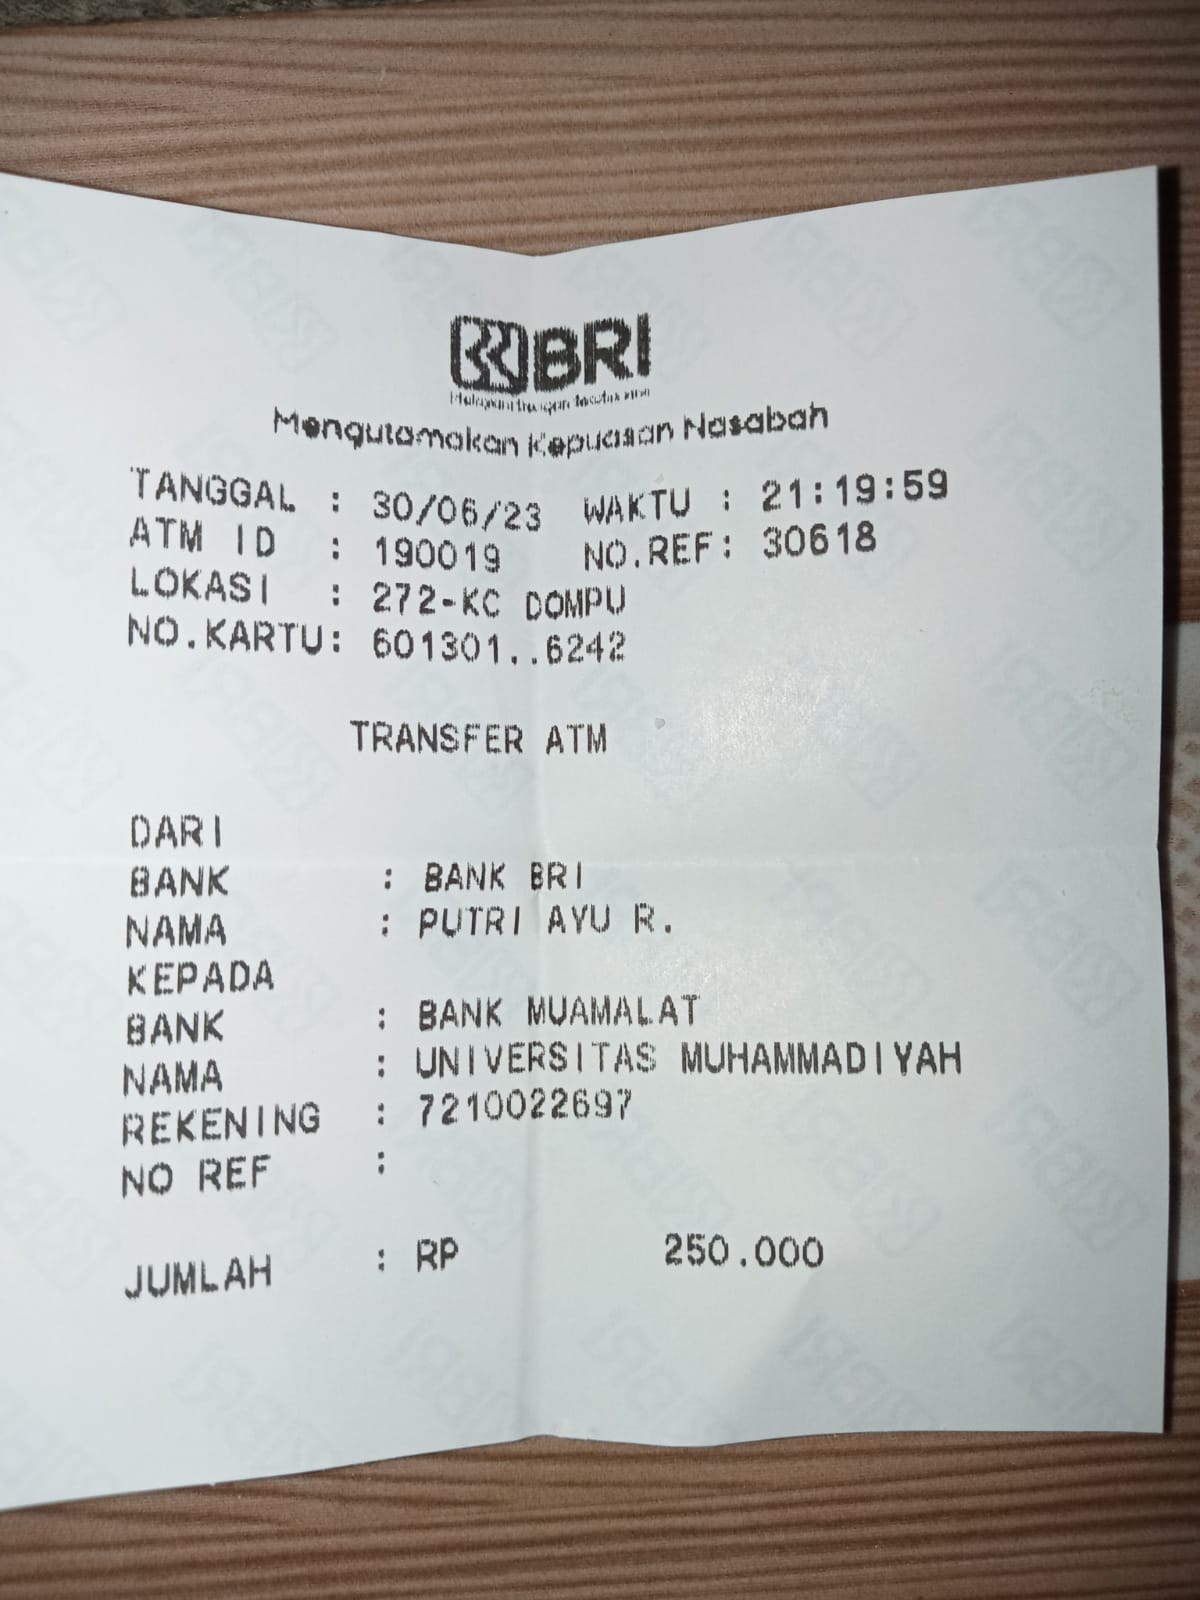 BRI
Mengutamakan Kepuasan Nasabah
TANGGAL : 30/06/23 WAKTU : 21:19:59
ATM ID : 190019 NO.REF: 30618
LOKASI : 272-KC DOMPU
NO.KARTU: 601301..6242
TRANSFER ATM
DARI
BANK : BANK BRI
NAMA : PUTRI AYU R.
KEPADA
BANK : BANK MUAMALAT
NAMA : UNIVERSITAS MUHAMMADIYAH
REKENING : 7210022697
NO REF :
JUMLAH : RP 250.000